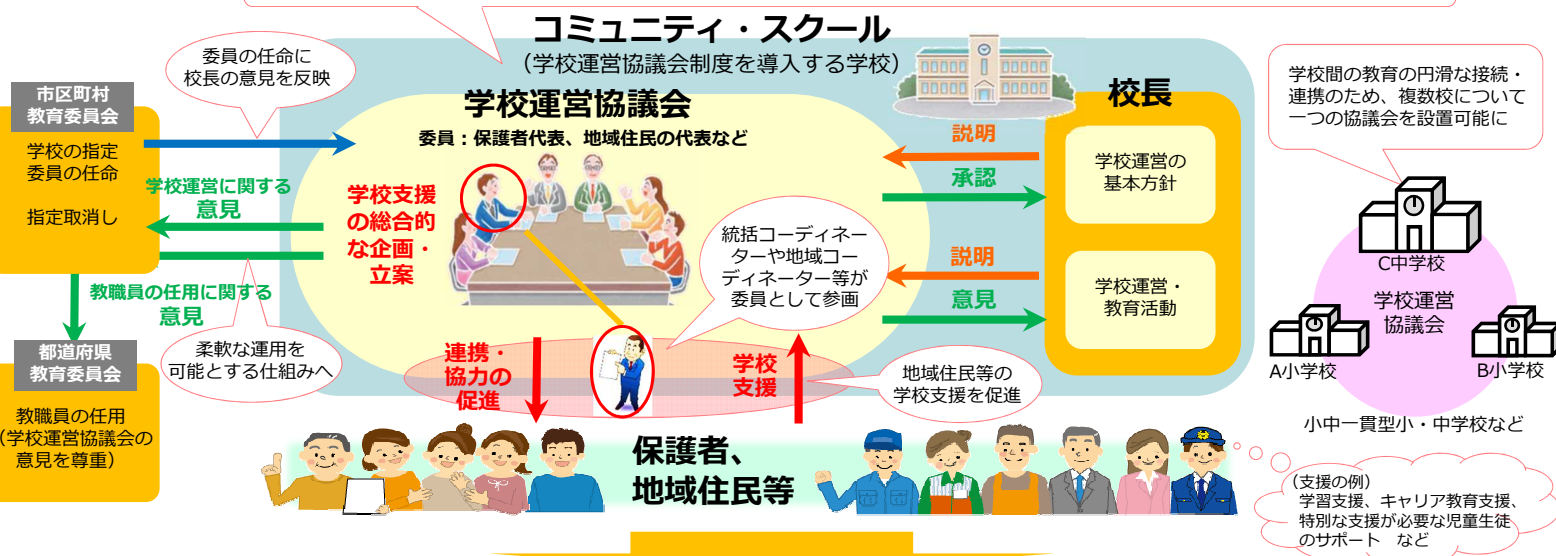 コミュニティ・スクール
（学校運営協議会制度を導入する学校）
委員の任命に
校長の意見を反映
市区町村
教育委員会
学校の指定
委員の任命
指定取消し
学校運営に関する
意見
教職員の任用に関する
意見
柔軟な運用を
可能とする仕組みへ
都道府県
教育委員会
教職員の任用
（学校運営協議会の
意見を尊重）
学校運営協議会
委員：保護者代表、地域住民の代表など
学校支援
の総合的
な企画・
立案
統括コーディネー
ターや地域コー
ディネーター等が
委員として参画
連携・
協力の
促進
学校
支援
地域住民等の
学校支援を促進
説明
承認
説明
意見
校長
学校運営の
基本方針
学校運営・
教育活動
保護者、
地域住民等
学校間の教育の円滑な接続・
連携のため、複数校について
一つの協議会を設置可能に
C中学校
学校運営
協議会
A小学校
B小学校
小中一貫型小・中学校など
（支援の例）
学習支援、キャリア教育支援、
特別な支援が必要な児童生徒
のサポート　など